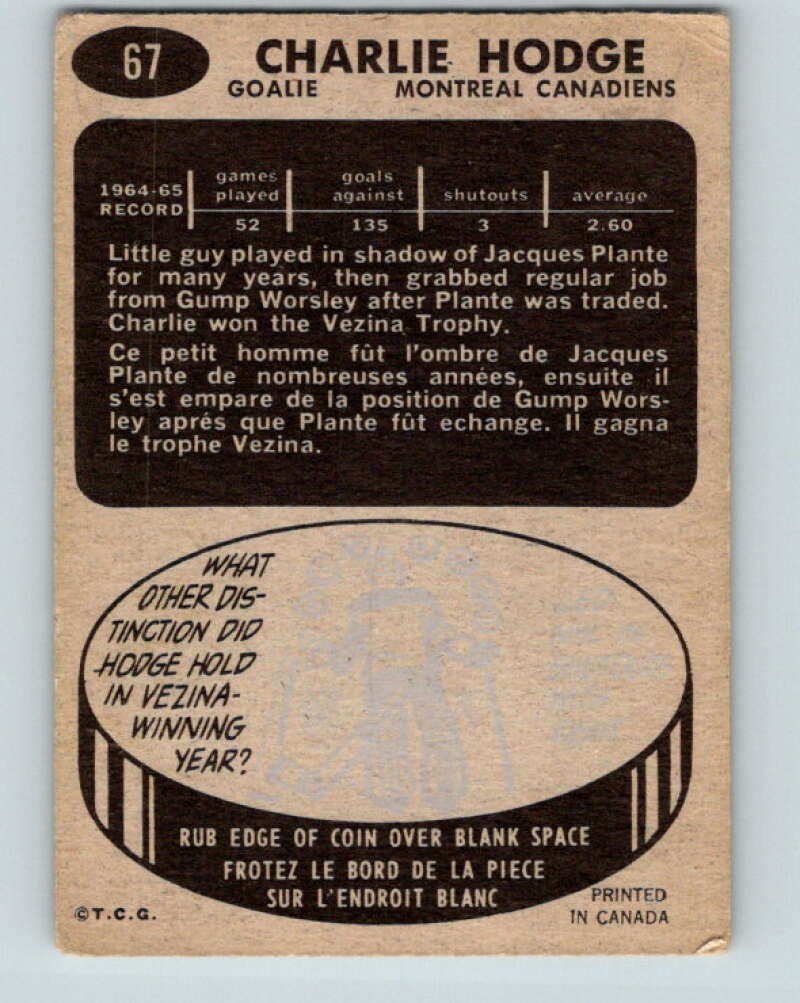 67
CHARLIE HODGE
GOALIE MONTREAL CANADIENS
1964-65 RECORD
games played
goals against
shutouts
average
52 135 3 2.60
Little guy played in shadow of Jacques Plante
for many years, then grabbed regular job
from Gump Worsley after Plante was traded.
Charlie won the Vezina Trophy.
Ce petit homme fût l'ombre de Jacques
Plante de nombreuses années, ensuite il
s'est empare de la position de Gump Wors-
ley aprés que Plante fût echange. Il gagna
le trophe Vezina.
WHAT
OTHER DIS-
TINCTION DID
HODGE HOLD
IN VEZINA-
WINNING
YEAR?
RUB EDGE OF COIN OVER BLANK SPACE
FROTEZ LE BORD DE LA PIECE
SUR L'ENDROIT BLANC
©T.C.G.
PRINTED
IN CANADA